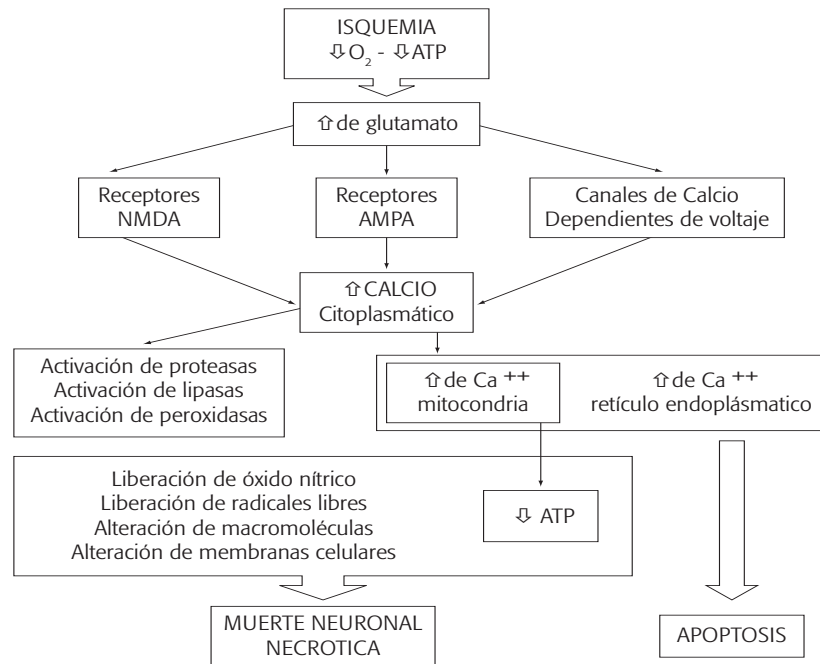 ISQUEMIA
⇩O₂ - ⇩ATP
⇧de glutamato
Receptores
NMDA
Receptores
AMPA
Canales de Calcio
Dependientes de voltaje
⇧CALCIO
Citoplasmático
Activación de proteasas
Activación de lipasas
Activación de peroxidasas
⇧de Ca ⁺⁺
mitocondria
⇧de Ca ⁺⁺
retículo endoplásmatico
Liberación de óxido nítrico
Liberación de radicales libres
Alteración de macromoléculas
Alteración de membranas celulares
⇩ ATP
MUERTE NEURONAL
NECROTICA
APOPTOSIS